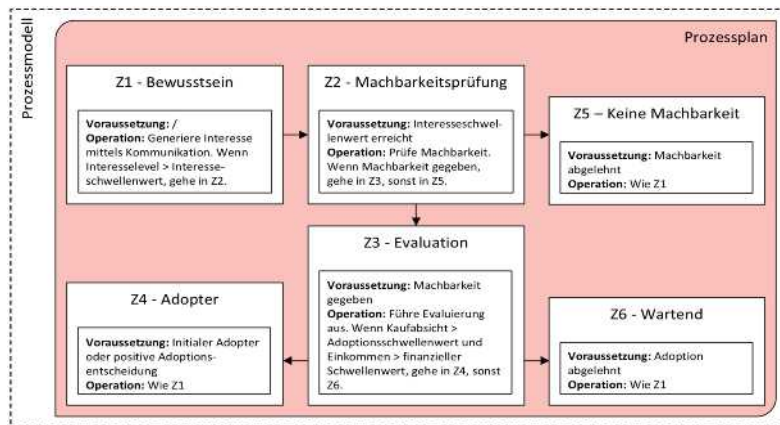 Prozessmodell
Prozessplan
Z1 - Bewusstsein
Voraussetzung: /
Operation: Generiere Interesse
mittels Kommunikation. Wenn
Interesselevel > Interesse-
schwellenwert, gehe in Z2.
Z2 - Machbarkeitsprüfung
Voraussetzung: Interesseschwel-
lenwert erreicht
Operation: Prüfe Machbarkeit.
Wenn Machbarkeit gegeben,
gehe in Z3, sonst in Z5.
Z5 – Keine Machbarkeit
Voraussetzung: Machbarkeit
abgelehnt
Operation: Wie Z1
Z4 - Adopter
Voraussetzung: Initialer Adopter
oder positive Adoptions-
entscheidung
Operation: Wie Z1
Z3 - Evaluation
Voraussetzung: Machbarkeit
gegeben
Operation: Führe Evaluierung
aus. Wenn Kaufabsicht >
Adoptionsschwellenwert und
Einkommen > finanzieller
Schwellenwert, gehe in Z4, sonst
Z6.
Z6 - Wartend
Voraussetzung: Adoption
abgelehnt
Operation: Wie Z1